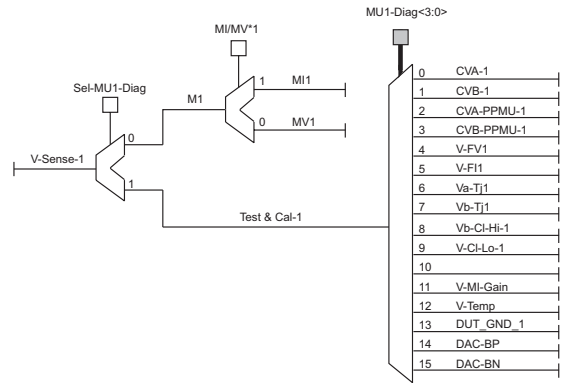 MU1-Diag<3:0>
MI/MV*1
Sel-MU1-Diag
V-Sense-1
0
1
M1
1
MI1
0
MV1
Test & Cal-1
0 CVA-1
1 CVB-1
2 CVA-PPMU-1
3 CVB-PPMU-1
4 V-FV1
5 V-FI1
6 Va-Tj1
7 Vb-Tj1
8 Vb-Cl-Hi-1
9 V-Cl-Lo-1
10
11 V-MI-Gain
12 V-Temp
13 DUT_GND_1
14 DAC-BP
15 DAC-BN